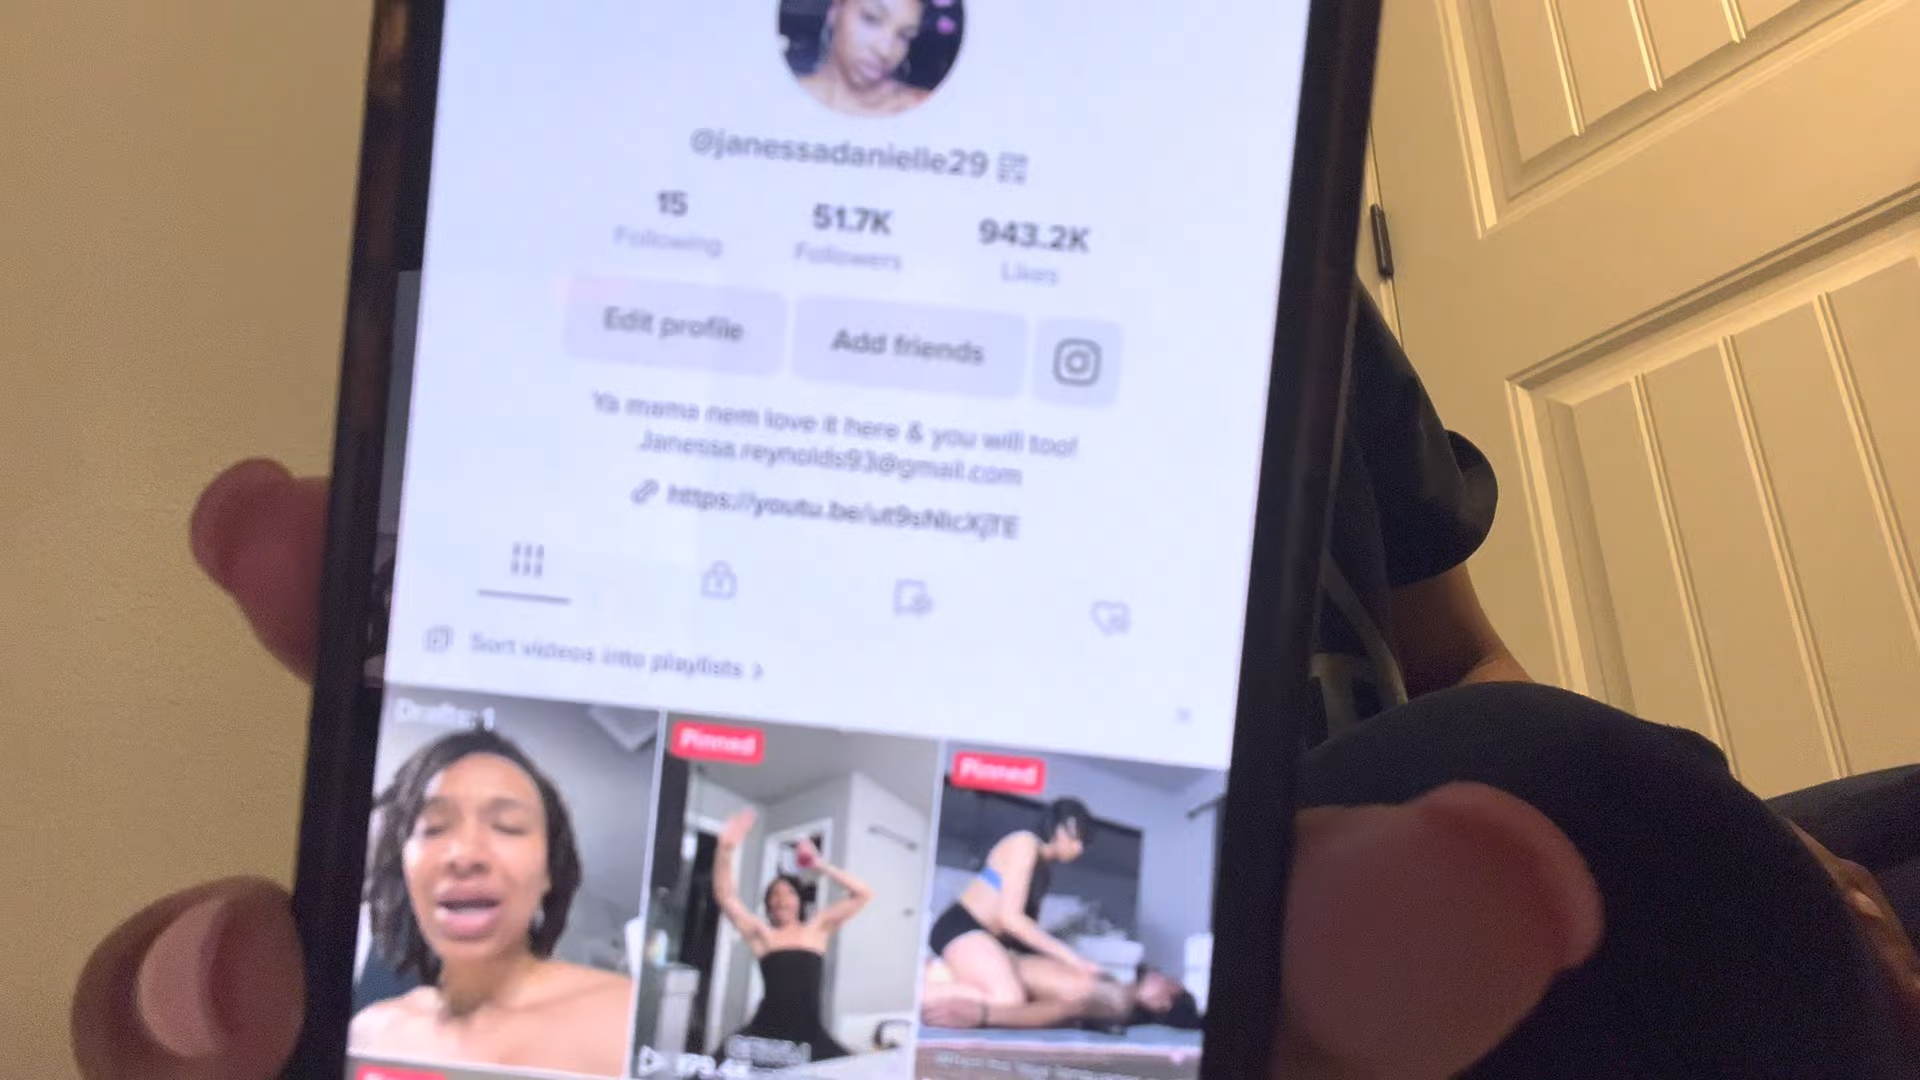 @janessadanielle29
15 51.7K 943.2K
Following Followers Likes
Edit profile Add friends
Ya mama nem love it here & you will too!
Janessa.reynolds93@gmail.com
https://youtu.be/ut9sNicXjTE
Sort videos into playlists >
Drafts: 1
Pinned
Pinned